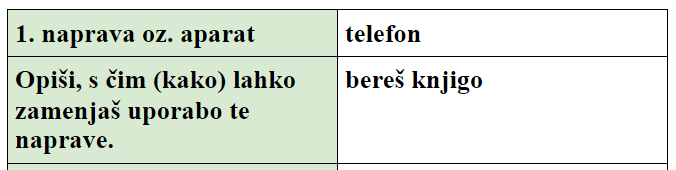 1. naprava oz. aparat
telefon
Opiši, s čim (kako) lahko
zamenjaš uporabo te
naprave.
bereš knjigo